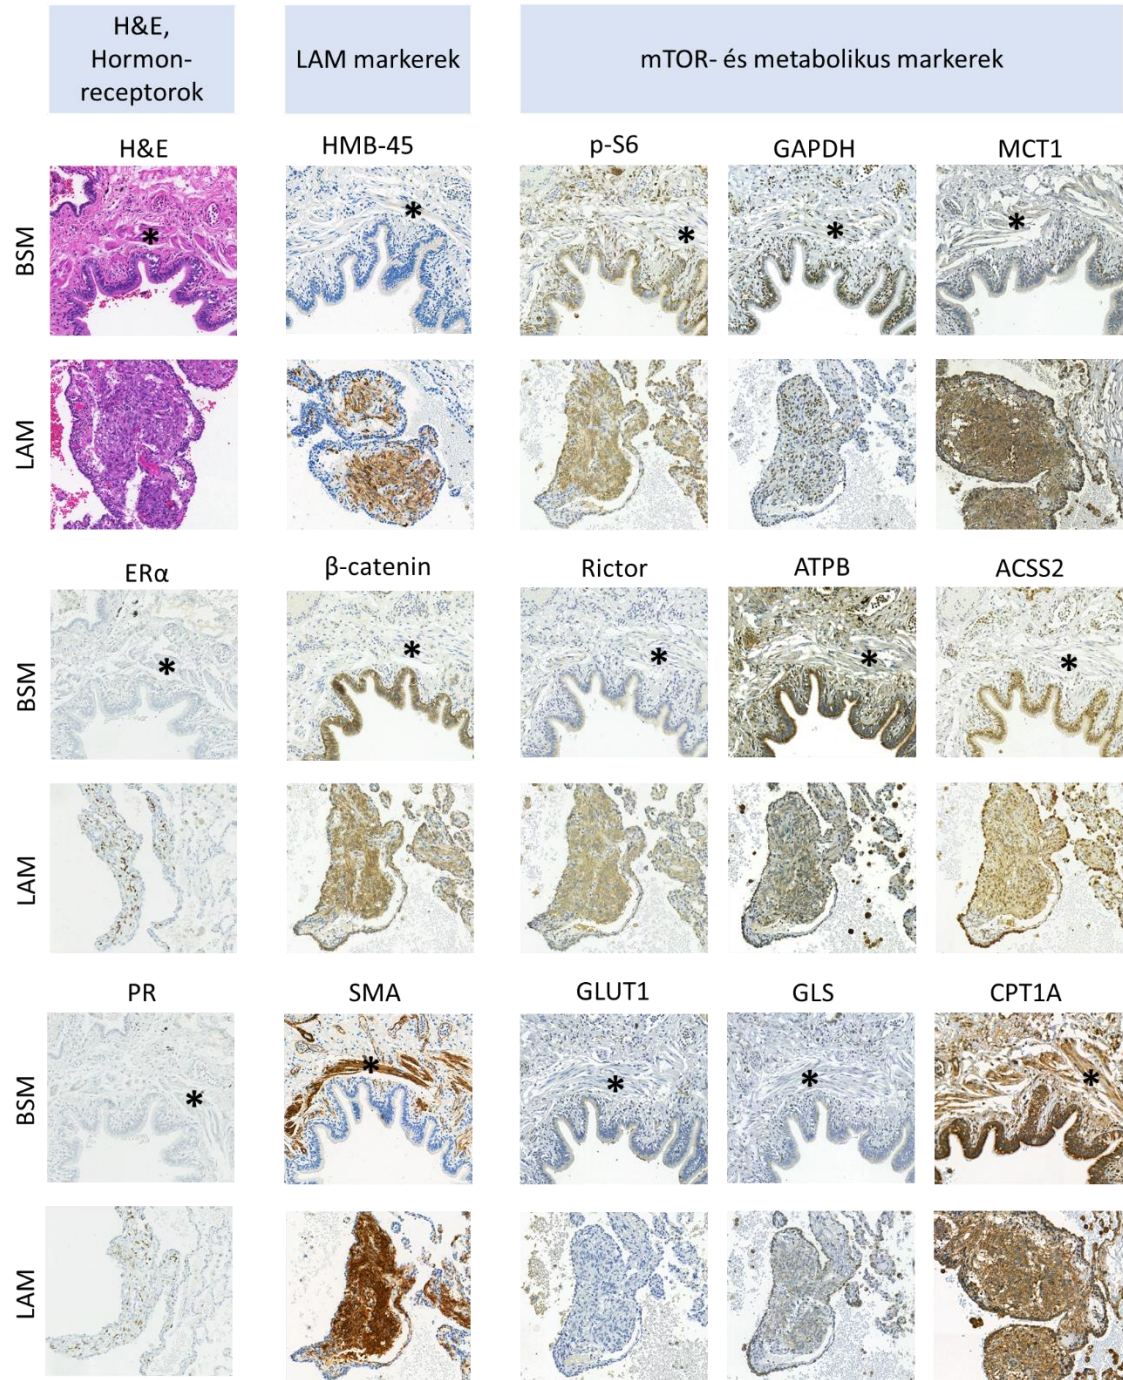 H&E,
Hormon-
receptorok
LAM markerek
mTOR- és metabolikus markerek
H&E
HMB-45
p-S6
GAPDH
MCT1
BSM
*
*
*
*
*
LAM
ERα
β-catenin
Rictor
ATPB
ACSS2
BSM
*
*
*
*
*
LAM
PR
SMA
GLUT1
GLS
CPT1A
BSM
*
*
*
*
*
LAM